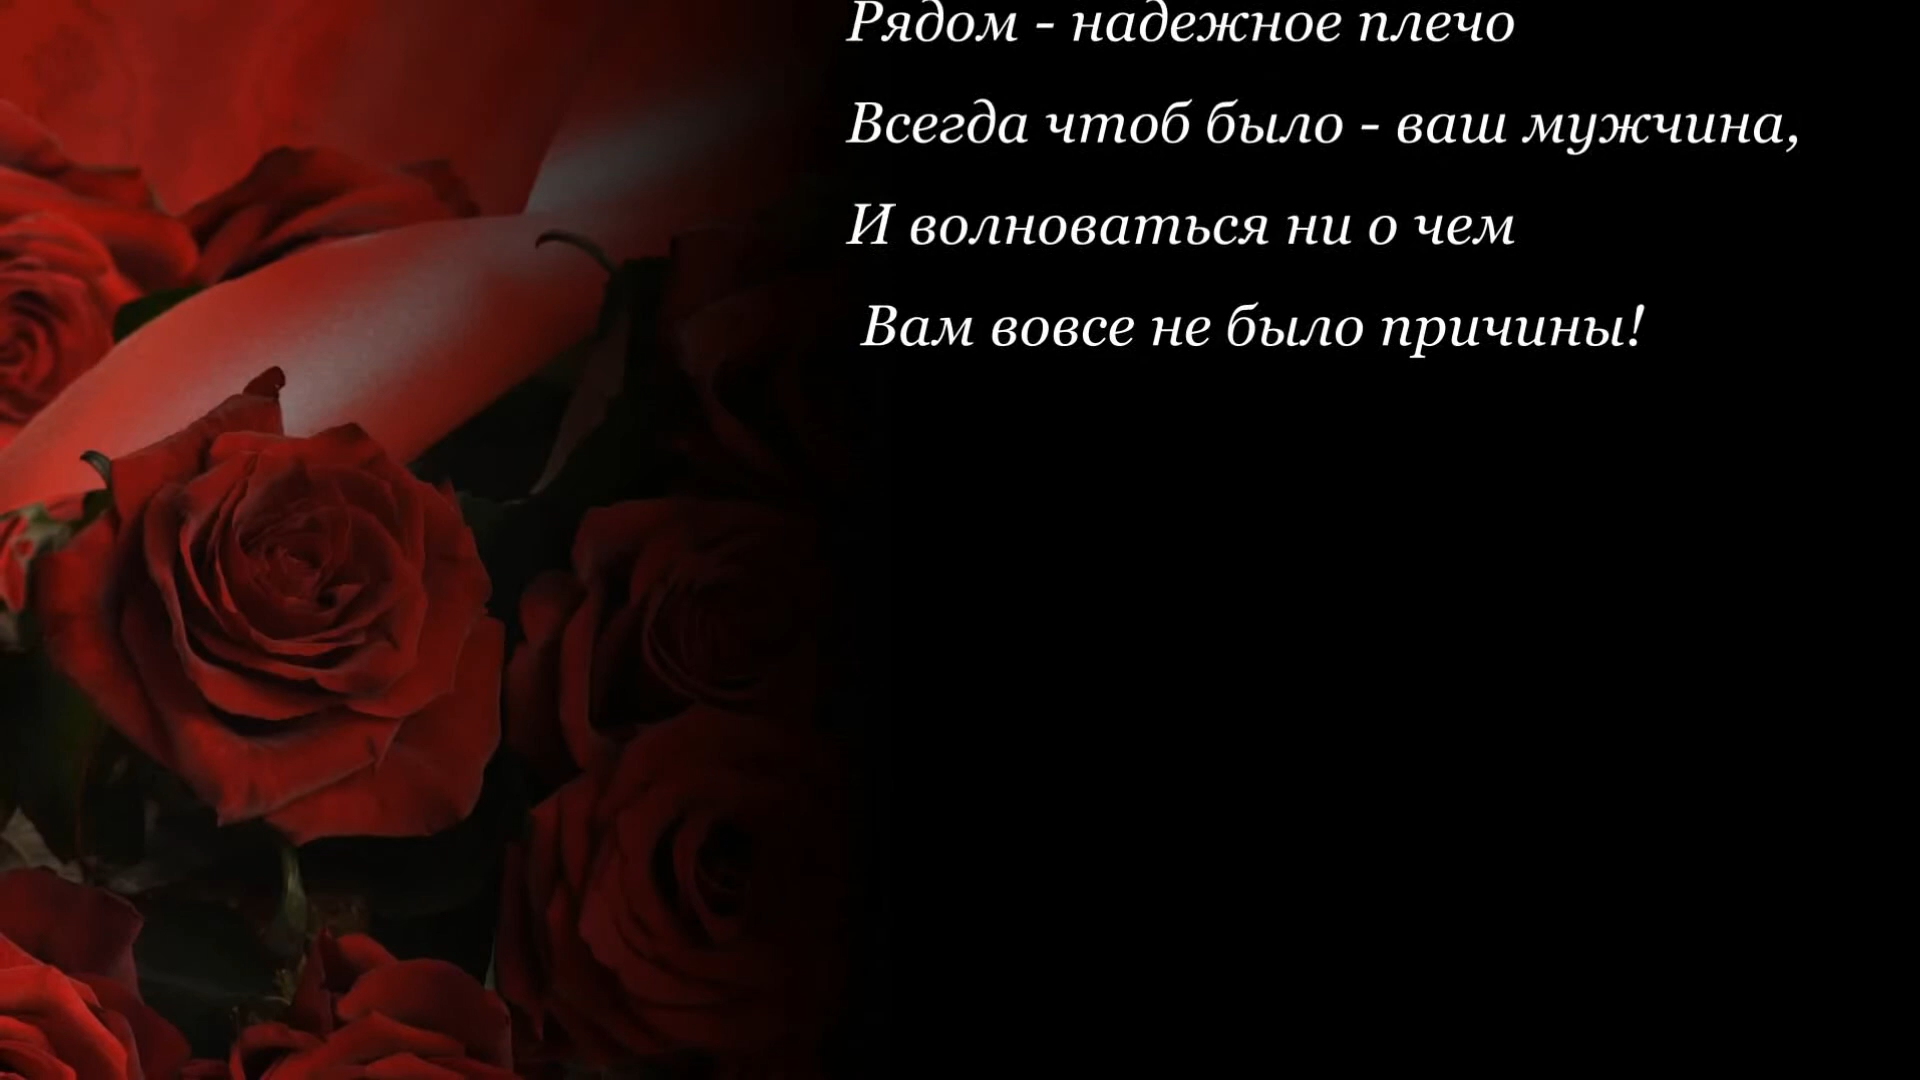 Рядом - надежное плечо
Всегда чтоб было - ваш мужчина,
И волноваться ни о чем
Вам вовсе не было причины!